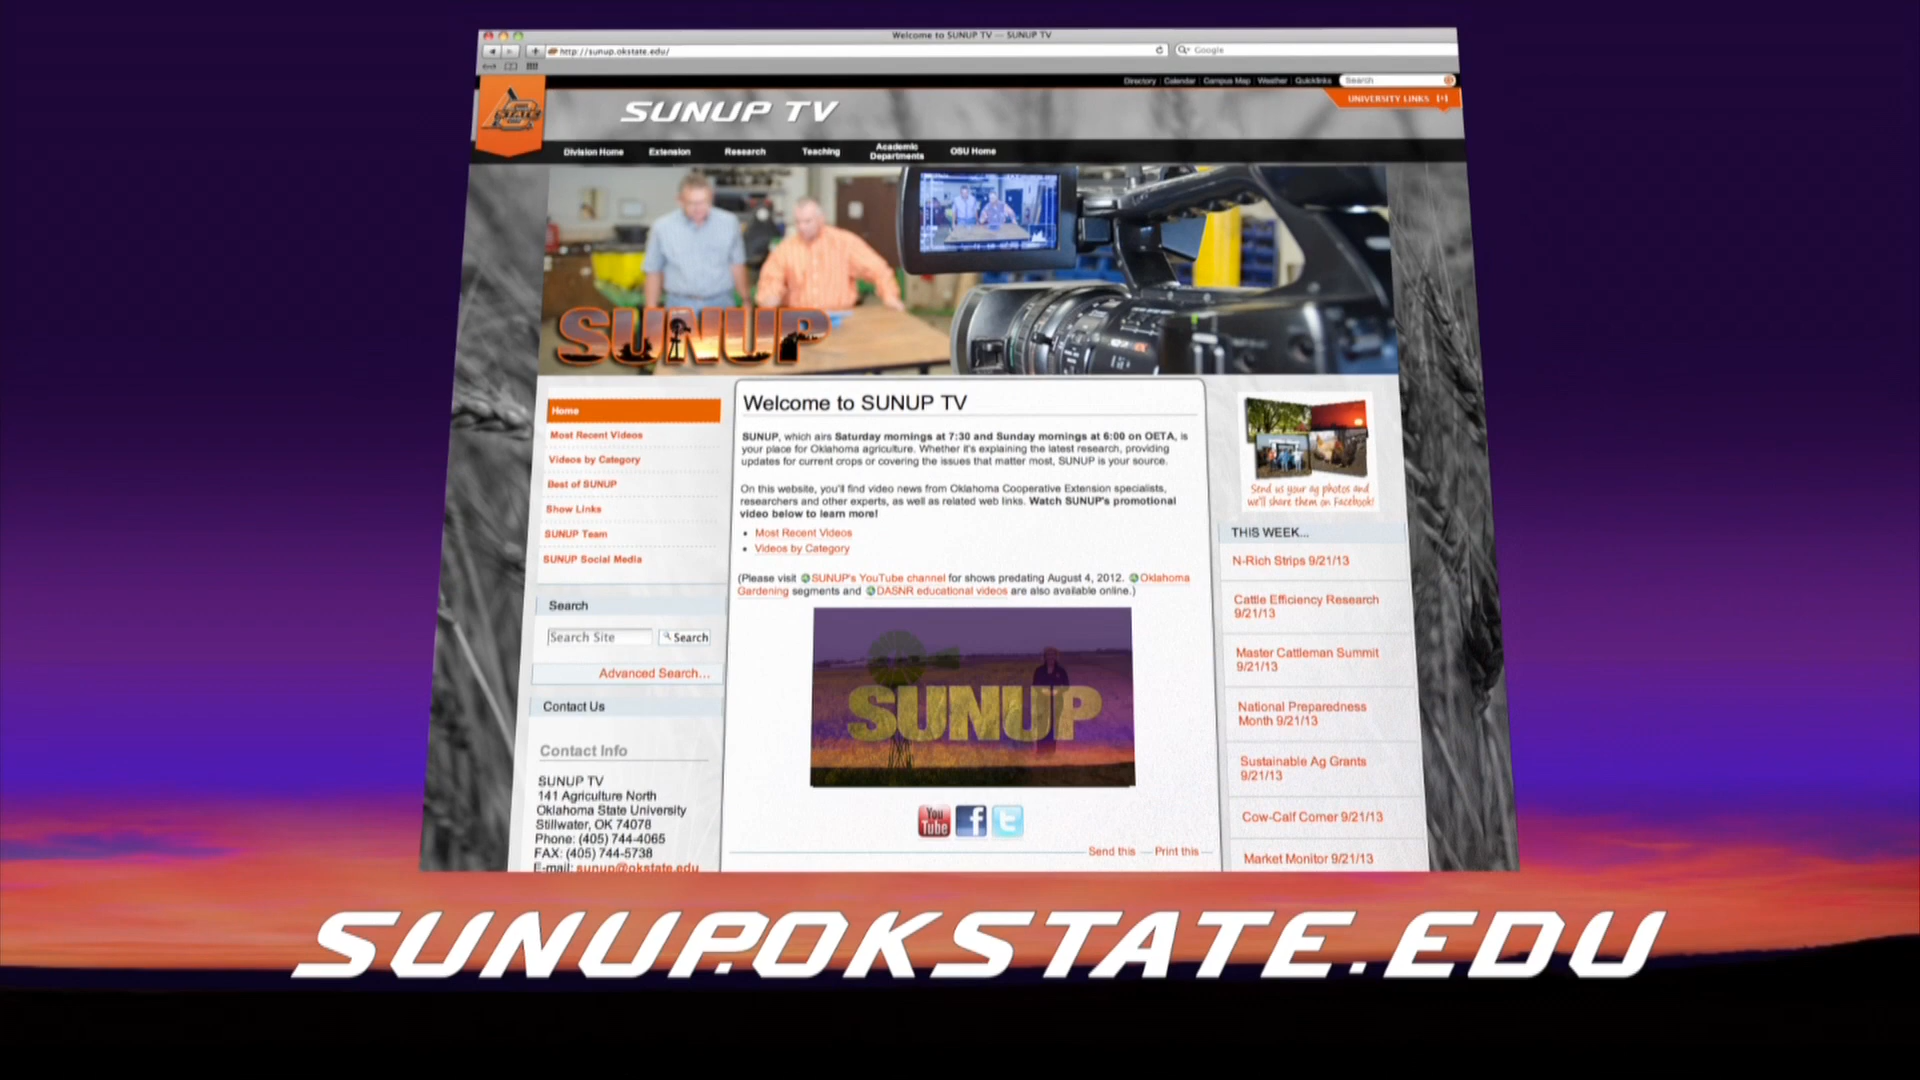 Welcome to SUNUP TV — SUNUP TV
http://sunup.okstate.edu/
Google
Directory | Calendar | Campus Map | Weather | Quicklinks
Search
STATE
SUNUP TV
UNIVERSITY LINKS [+]
Division Home
Extension
Research
Teaching
Academic
Departments
OSU Home
SUNUP
Home
Most Recent Videos
Videos by Category
Best of SUNUP
Show Links
SUNUP Team
SUNUP Social Media
Search
Search Site
Search
Advanced Search...
Contact Us
Contact Info
SUNUP TV
141 Agriculture North
Oklahoma State University
Stillwater, OK 74078
Phone: (405) 744-4065
FAX: (405) 744-5738
E-mail: sunup@okstate.edu
Welcome to SUNUP TV
SUNUP, which airs Saturday mornings at 7:30 and Sunday mornings at 6:00 on OETA, is
your place for Oklahoma agriculture. Whether it's explaining the latest research, providing
updates for current crops or covering the issues that matter most, SUNUP is your source.
On this website, you'll find video news from Oklahoma Cooperative Extension specialists,
researchers and other experts, as well as related web links. Watch SUNUP's promotional
video below to learn more!
• Most Recent Videos
• Videos by Category
(Please visit SUNUP's YouTube channel for shows predating August 4, 2012. Oklahoma
Gardening segments and DASNR educational videos are also available online.)
SUNUP
You
Tube
f
t
Send this — Print this
Send us your ag photos and
we'll share them on Facebook!
THIS WEEK...
N-Rich Strips 9/21/13
Cattle Efficiency Research
9/21/13
Master Cattleman Summit
9/21/13
National Preparedness
Month 9/21/13
Sustainable Ag Grants
9/21/13
Cow-Calf Corner 9/21/13
Market Monitor 9/21/13
SUNUP.OKSTATE.EDU